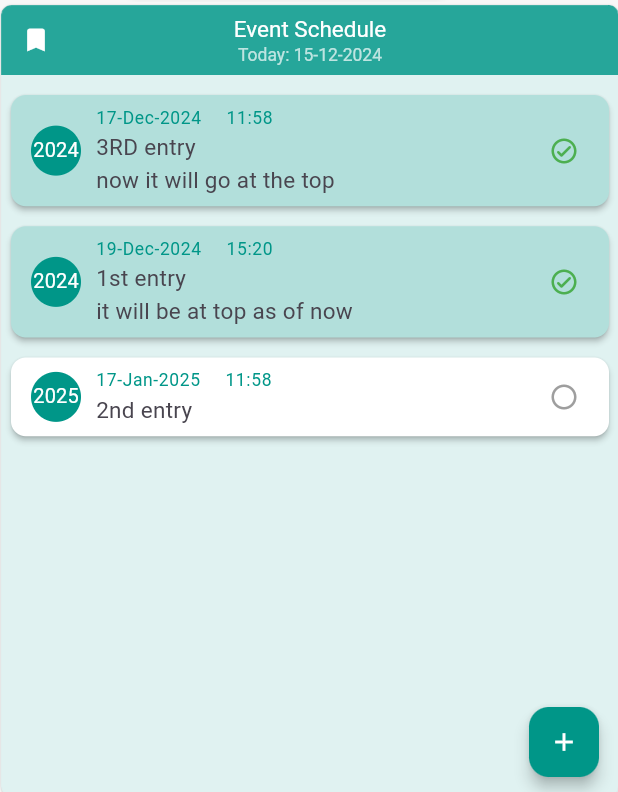 Event Schedule
Today: 15-12-2024
17-Dec-2024 11:58
2024
3RD entry
now it will go at the top
19-Dec-2024 15:20
2024
1st entry
it will be at top as of now
17-Jan-2025 11:58
2025
2nd entry
+